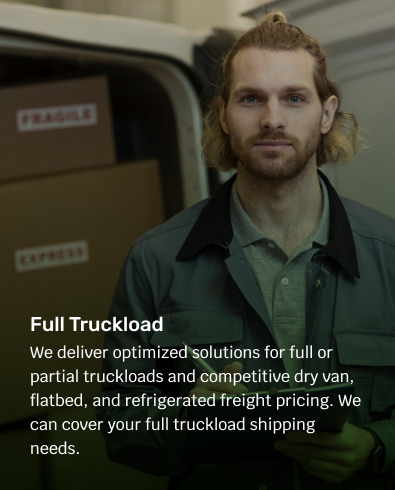 FRAGILE
EXPRESS
Full Truckload
We deliver optimized solutions for full or
partial truckloads and competitive dry van,
flatbed, and refrigerated freight pricing. We
can cover your full truckload shipping
needs.